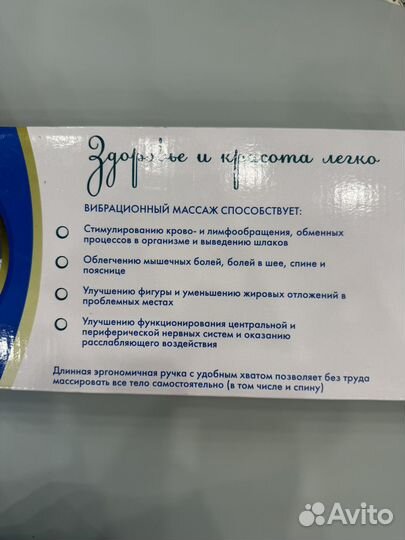 Здоровье и красота легко
ВИБРАЦИОННЫЙ МАССАЖ СПОСОБСТВУЕТ:
Стимулированию крово- и лимфообращения, обменных
процессов в организме и выведению шлаков
Облегчению мышечных болей, болей в шее, спине и
пояснице
Улучшению фигуры и уменьшению жировых отложений в
проблемных местах
Улучшению функционирования центральной и
периферической нервных систем и оказанию
расслабляющего воздействия
Длинная эргономичная ручка с удобным хватом позволяет без труда
массировать все тело самостоятельно (в том числе и спину)
Avito